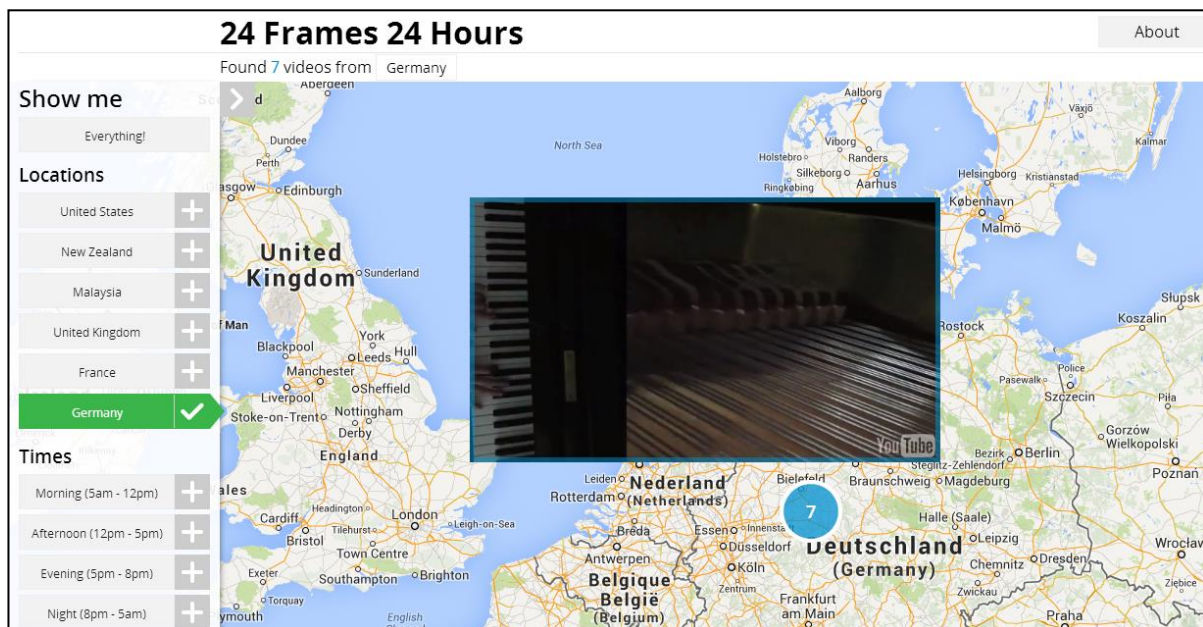 24 Frames 24 Hours
About
Found 7 videos from Germany
Show me
Everything!
Locations
United States
New Zealand
Malaysia
United Kingdom
France
Germany
Times
Morning (5am - 12pm)
Afternoon (12pm - 5pm)
Evening (5pm - 8pm)
Night (8pm - 5am)
Aberdeen
Dundee
Perth
Edinburgh
North Sea
United
Kingdom
Sunderland
of Man
York
Blackpool
Leeds
Hull
Manchester
Sheffield
Liverpool
Stoke-on-Trent
Nottingham
Derby
England
ales
Headington
Cardiff
Tilehurst
London
Leigh-on-Sea
Bristol
Town Centre
Exeter
Southampton
Brighton
Torquay
ymouth
English
Aalborg
Viborg
Holstebro
Randers
Silkeborg
Aarhus
Ringkøbing
Växjö
Kalmar
Helsingborg
Kristianstad
København
Malmö
Rostock
Słupsk
Koszalin
Police
Pasewalk
Szczecin
Piła
Gorzów
Wielkopolski
Poznań
YouTube
Bezirk
Steglitz-Zehlendorf
Berlin
Leiden
Nederland
(Netherlands)
Rotterdam
Bielefeld
Braunschweig
Magdeburg
7
Breda
Essen
Innenstadt
Düsseldorf
Halle (Saale)
Leipzig
Deutschland
(Germany)
Antwerpen
Köln
Chemnitz
Dresden
Wrocław
Belgique
België
(Belgium)
Zentrum
Frankfurt
am Main
Zwickau
Ziębice
Praha